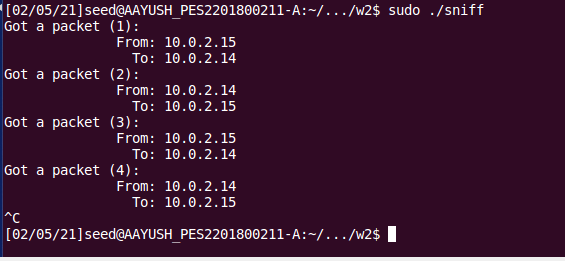 [02/05/21]seed@AAYUSH_PES2201800211-A:~/.../w2$ sudo ./sniff
Got a packet (1):
From: 10.0.2.15
To: 10.0.2.14
Got a packet (2):
From: 10.0.2.14
To: 10.0.2.15
Got a packet (3):
From: 10.0.2.15
To: 10.0.2.14
Got a packet (4):
From: 10.0.2.14
To: 10.0.2.15
^C
[02/05/21]seed@AAYUSH_PES2201800211-A:~/.../w2$